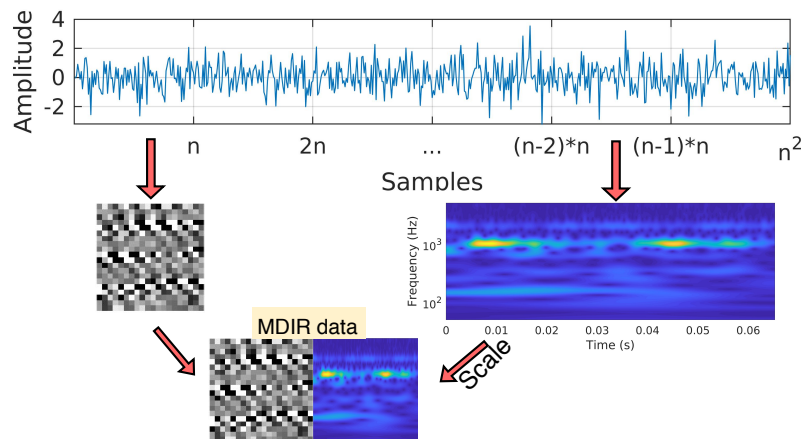 Amplitude
4
2
0
-2
n
2n
...
(n-2)*n
(n-1)*n
n²
Samples
Frequency (Hz)
10³
10²
0
0.01
0.02
0.03
0.04
0.05
0.06
Time (s)
MDIR data
Scale